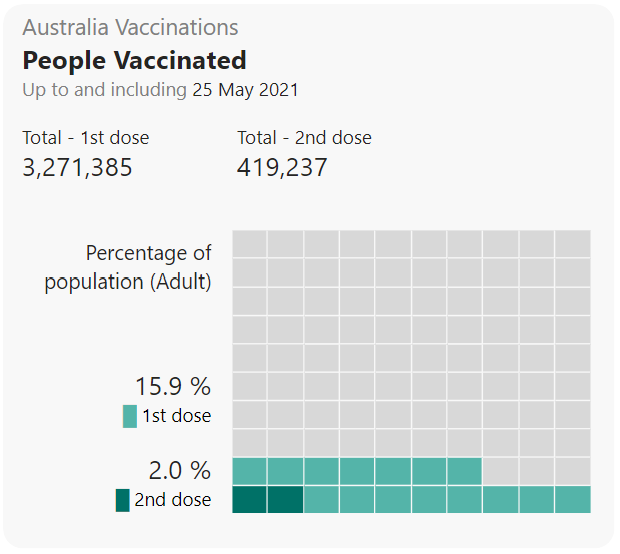 Australia Vaccinations
People Vaccinated
Up to and including 25 May 2021
Total - 1st dose
3,271,385
Total - 2nd dose
419,237
Percentage of
population (Adult)
15.9 %
1st dose
2.0 %
2nd dose